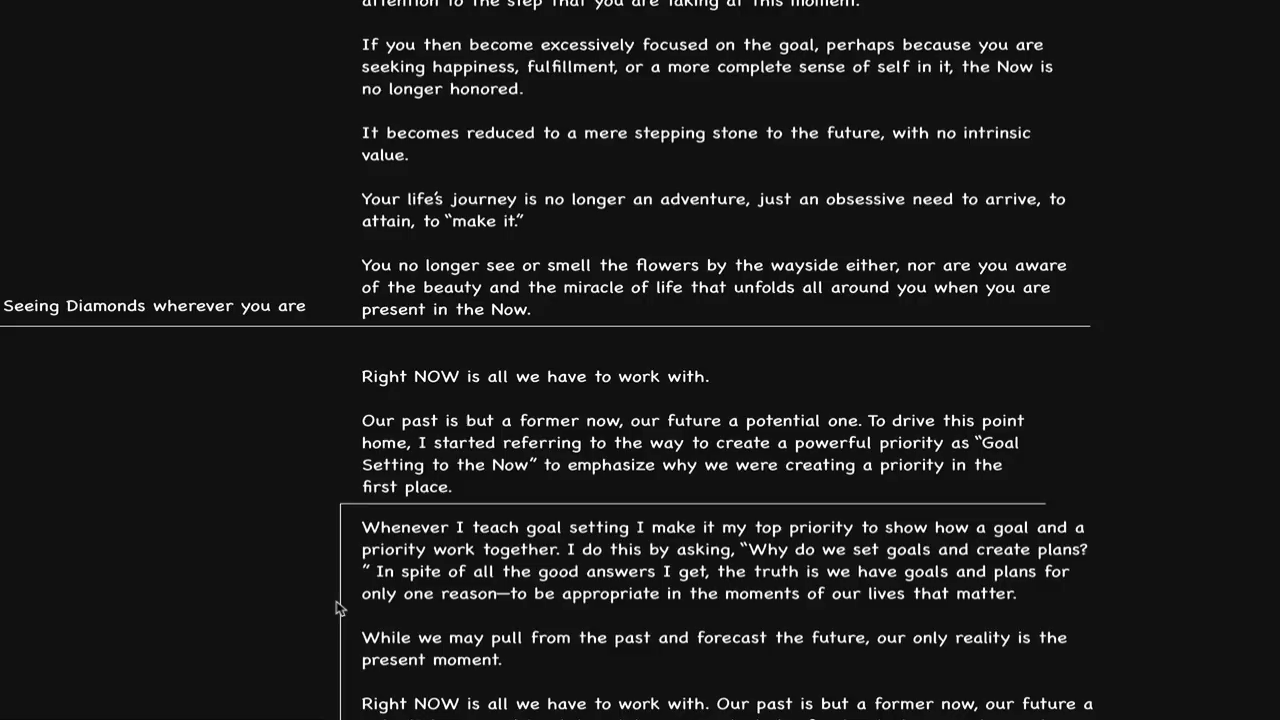 attention to the step that you are taking at this moment.
If you then become excessively focused on the goal, perhaps because you are
seeking happiness, fulfillment, or a more complete sense of self in it, the Now is
no longer honored.
It becomes reduced to a mere stepping stone to the future, with no intrinsic
value.
Your life's journey is no longer an adventure, just an obsessive need to arrive, to
attain, to “make it.”
You no longer see or smell the flowers by the wayside either, nor are you aware
of the beauty and the miracle of life that unfolds all around you when you are
present in the Now.
Seeing Diamonds wherever you are
Right NOW is all we have to work with.
Our past is but a former now, our future a potential one. To drive this point
home, I started referring to the way to create a powerful priority as “Goal
Setting to the Now” to emphasize why we were creating a priority in the
first place.
Whenever I teach goal setting I make it my top priority to show how a goal and a
priority work together. I do this by asking, “Why do we set goals and create plans?
” In spite of all the good answers I get, the truth is we have goals and plans for
only one reason—to be appropriate in the moments of our lives that matter.
While we may pull from the past and forecast the future, our only reality is the
present moment.
Right NOW is all we have to work with. Our past is but a former now, our future a